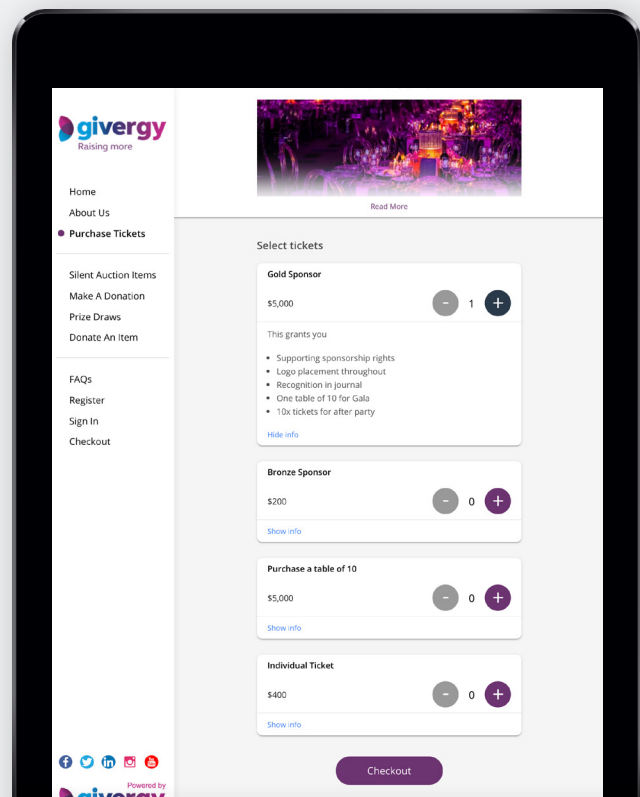 givergy
Raising more
Home
About Us
Purchase Tickets
Silent Auction Items
Make A Donation
Prize Draws
Donate An Item
FAQs
Register
Sign In
Checkout
Powered by
givergy
Read More
Select tickets
Gold Sponsor
$5,000
- 1 +
This grants you
• Supporting sponsorship rights
• Logo placement throughout
• Recognition in journal
• One table of 10 for Gala
• 10x tickets for after party
Hide info
Bronze Sponsor
$200
- 0 +
Show info
Purchase a table of 10
$5,000
- 0 +
Show info
Individual Ticket
$400
- 0 +
Show info
Checkout